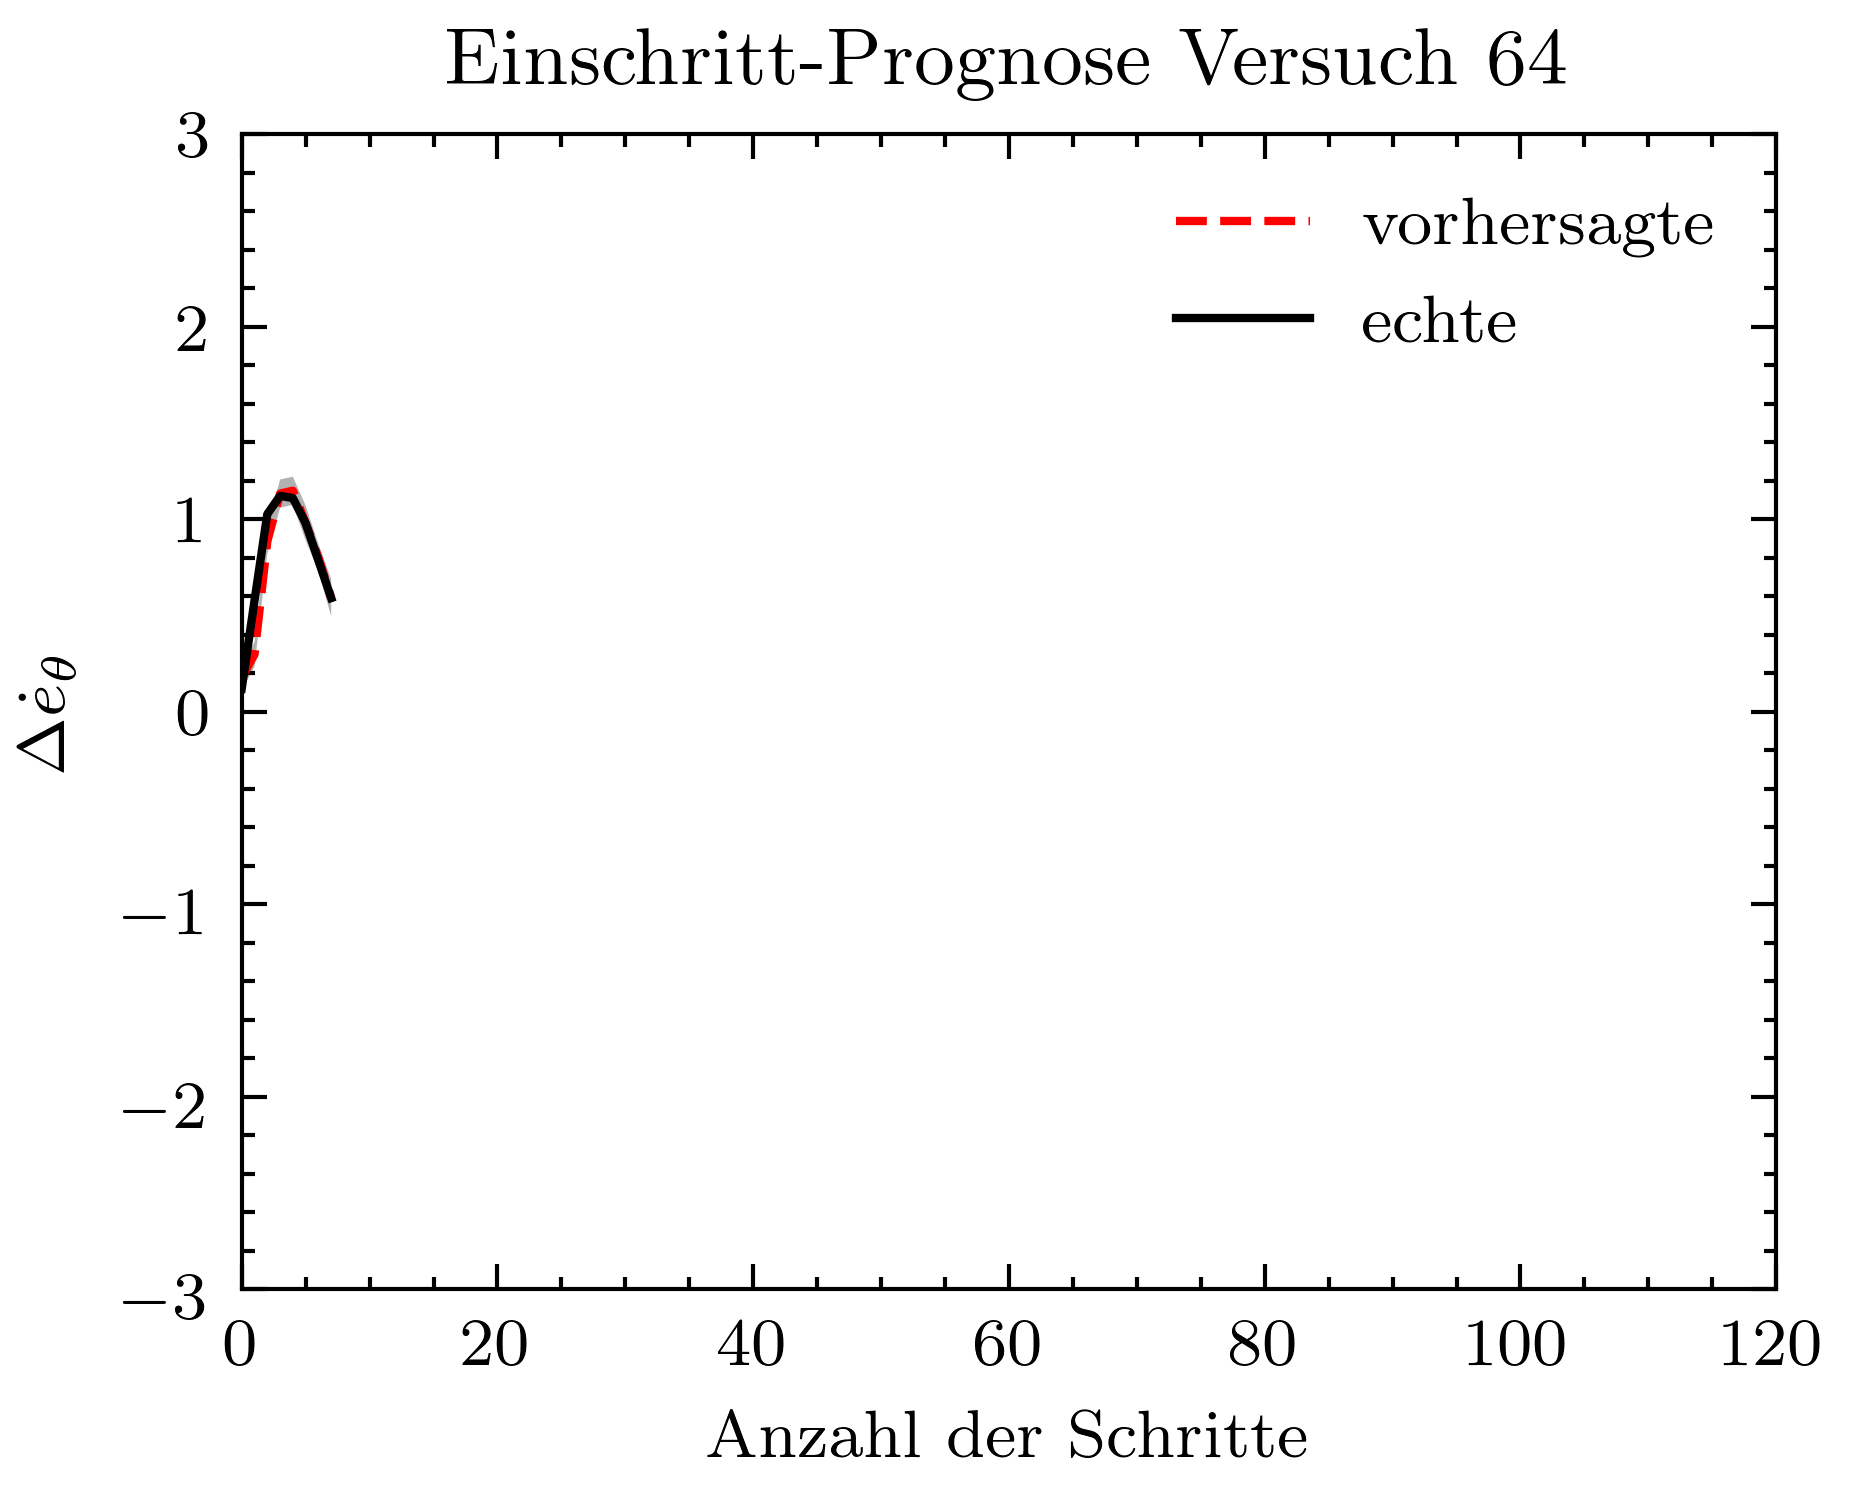 Einschritt-Prognose Versuch 64
3
2
1
0
−1
−2
−3
Δė_θ
vorhersagte
echte
0 20 40 60 80 100 120
Anzahl der Schritte